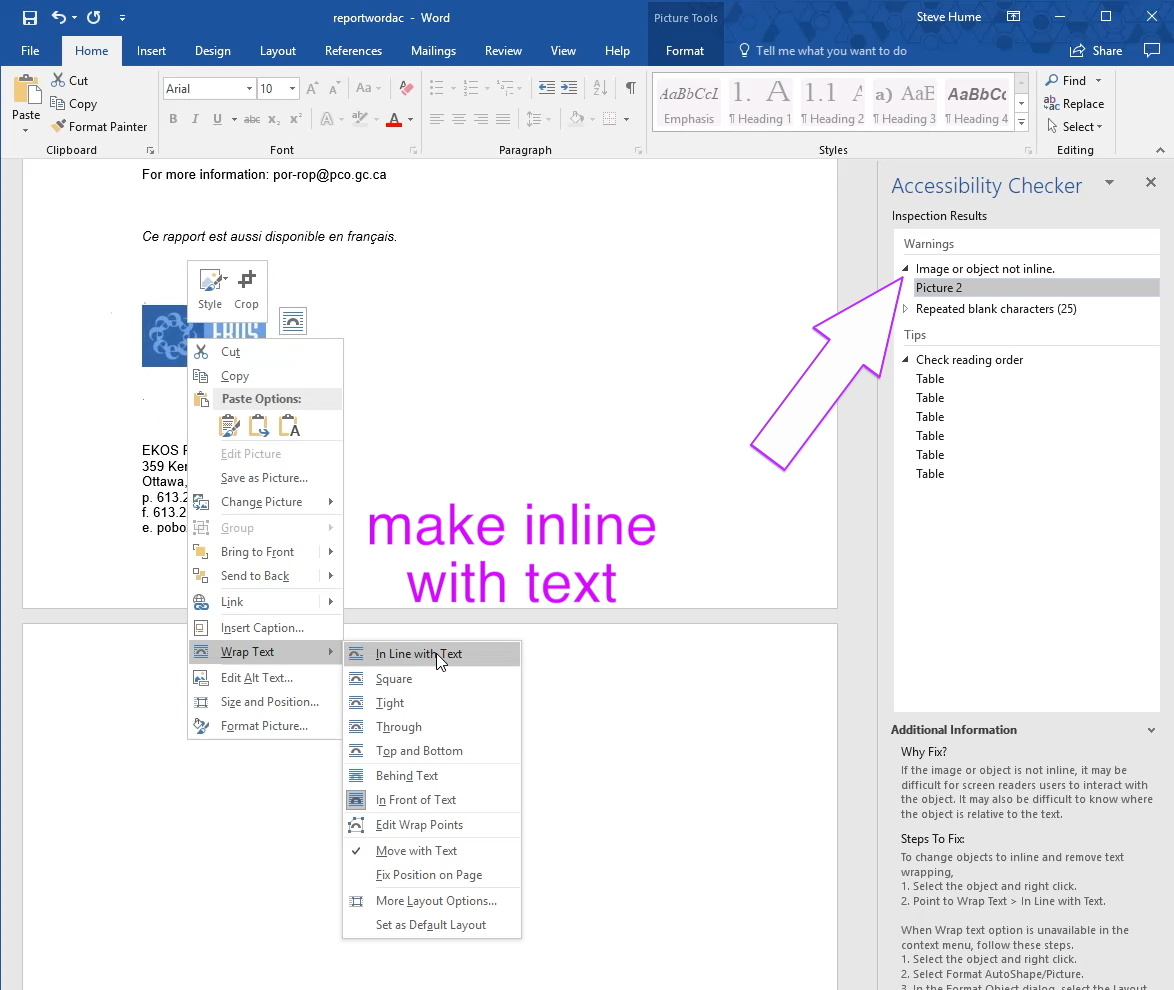 reportwordac - Word
Picture Tools
Steve Hume
File
Home
Insert
Design
Layout
References
Mailings
Review
View
Help
Format
Tell me what you want to do
Share
Paste
Cut
Copy
Format Painter
Clipboard
Arial
10
Aa
B I U abc x₂ x²
A
Font
Paragraph
AaBbCcL
Emphasis
1. A
¶ Heading 1
1.1 A
¶ Heading 2
a) AaB
¶ Heading 3
AaBbCc
¶ Heading 4
Styles
Find
Replace
Select
Editing
For more information: por-rop@pco.gc.ca
Ce rapport est aussi disponible en français.
Style
Crop
EKOS
EKOS
359
Ottawa,
p. 613.2
f. 613.2
e. pobo
Cut
Copy
Paste Options:
Edit Picture
Save as Picture...
Change Picture
Group
Bring to Front
Send to Back
Link
Insert Caption...
Wrap Text
Edit Alt Text...
Size and Position...
Format Picture...
In Line with Text
Square
Tight
Through
Top and Bottom
Behind Text
In Front of Text
Edit Wrap Points
Move with Text
Fix Position on Page
More Layout Options...
Set as Default Layout
make inline
with text
Accessibility Checker
Inspection Results
Warnings
Image or object not inline.
Picture 2
Repeated blank characters (25)
Tips
Check reading order
Table
Table
Table
Table
Table
Table
Additional Information
Why Fix?
If the image or object is not inline, it may be
difficult for screen readers users to interact with
the object. It may also be difficult to know where
the object is relative to the text.
Steps To Fix:
To change objects to inline and remove text
wrapping,
1. Select the object and right click.
2. Point to Wrap Text > In Line with Text.
When Wrap text option is unavailable in the
context menu, follow these steps.
1. Select the object and right click.
2. Select Format AutoShape/Picture.
3. In the Format Object dialog, select the Layout